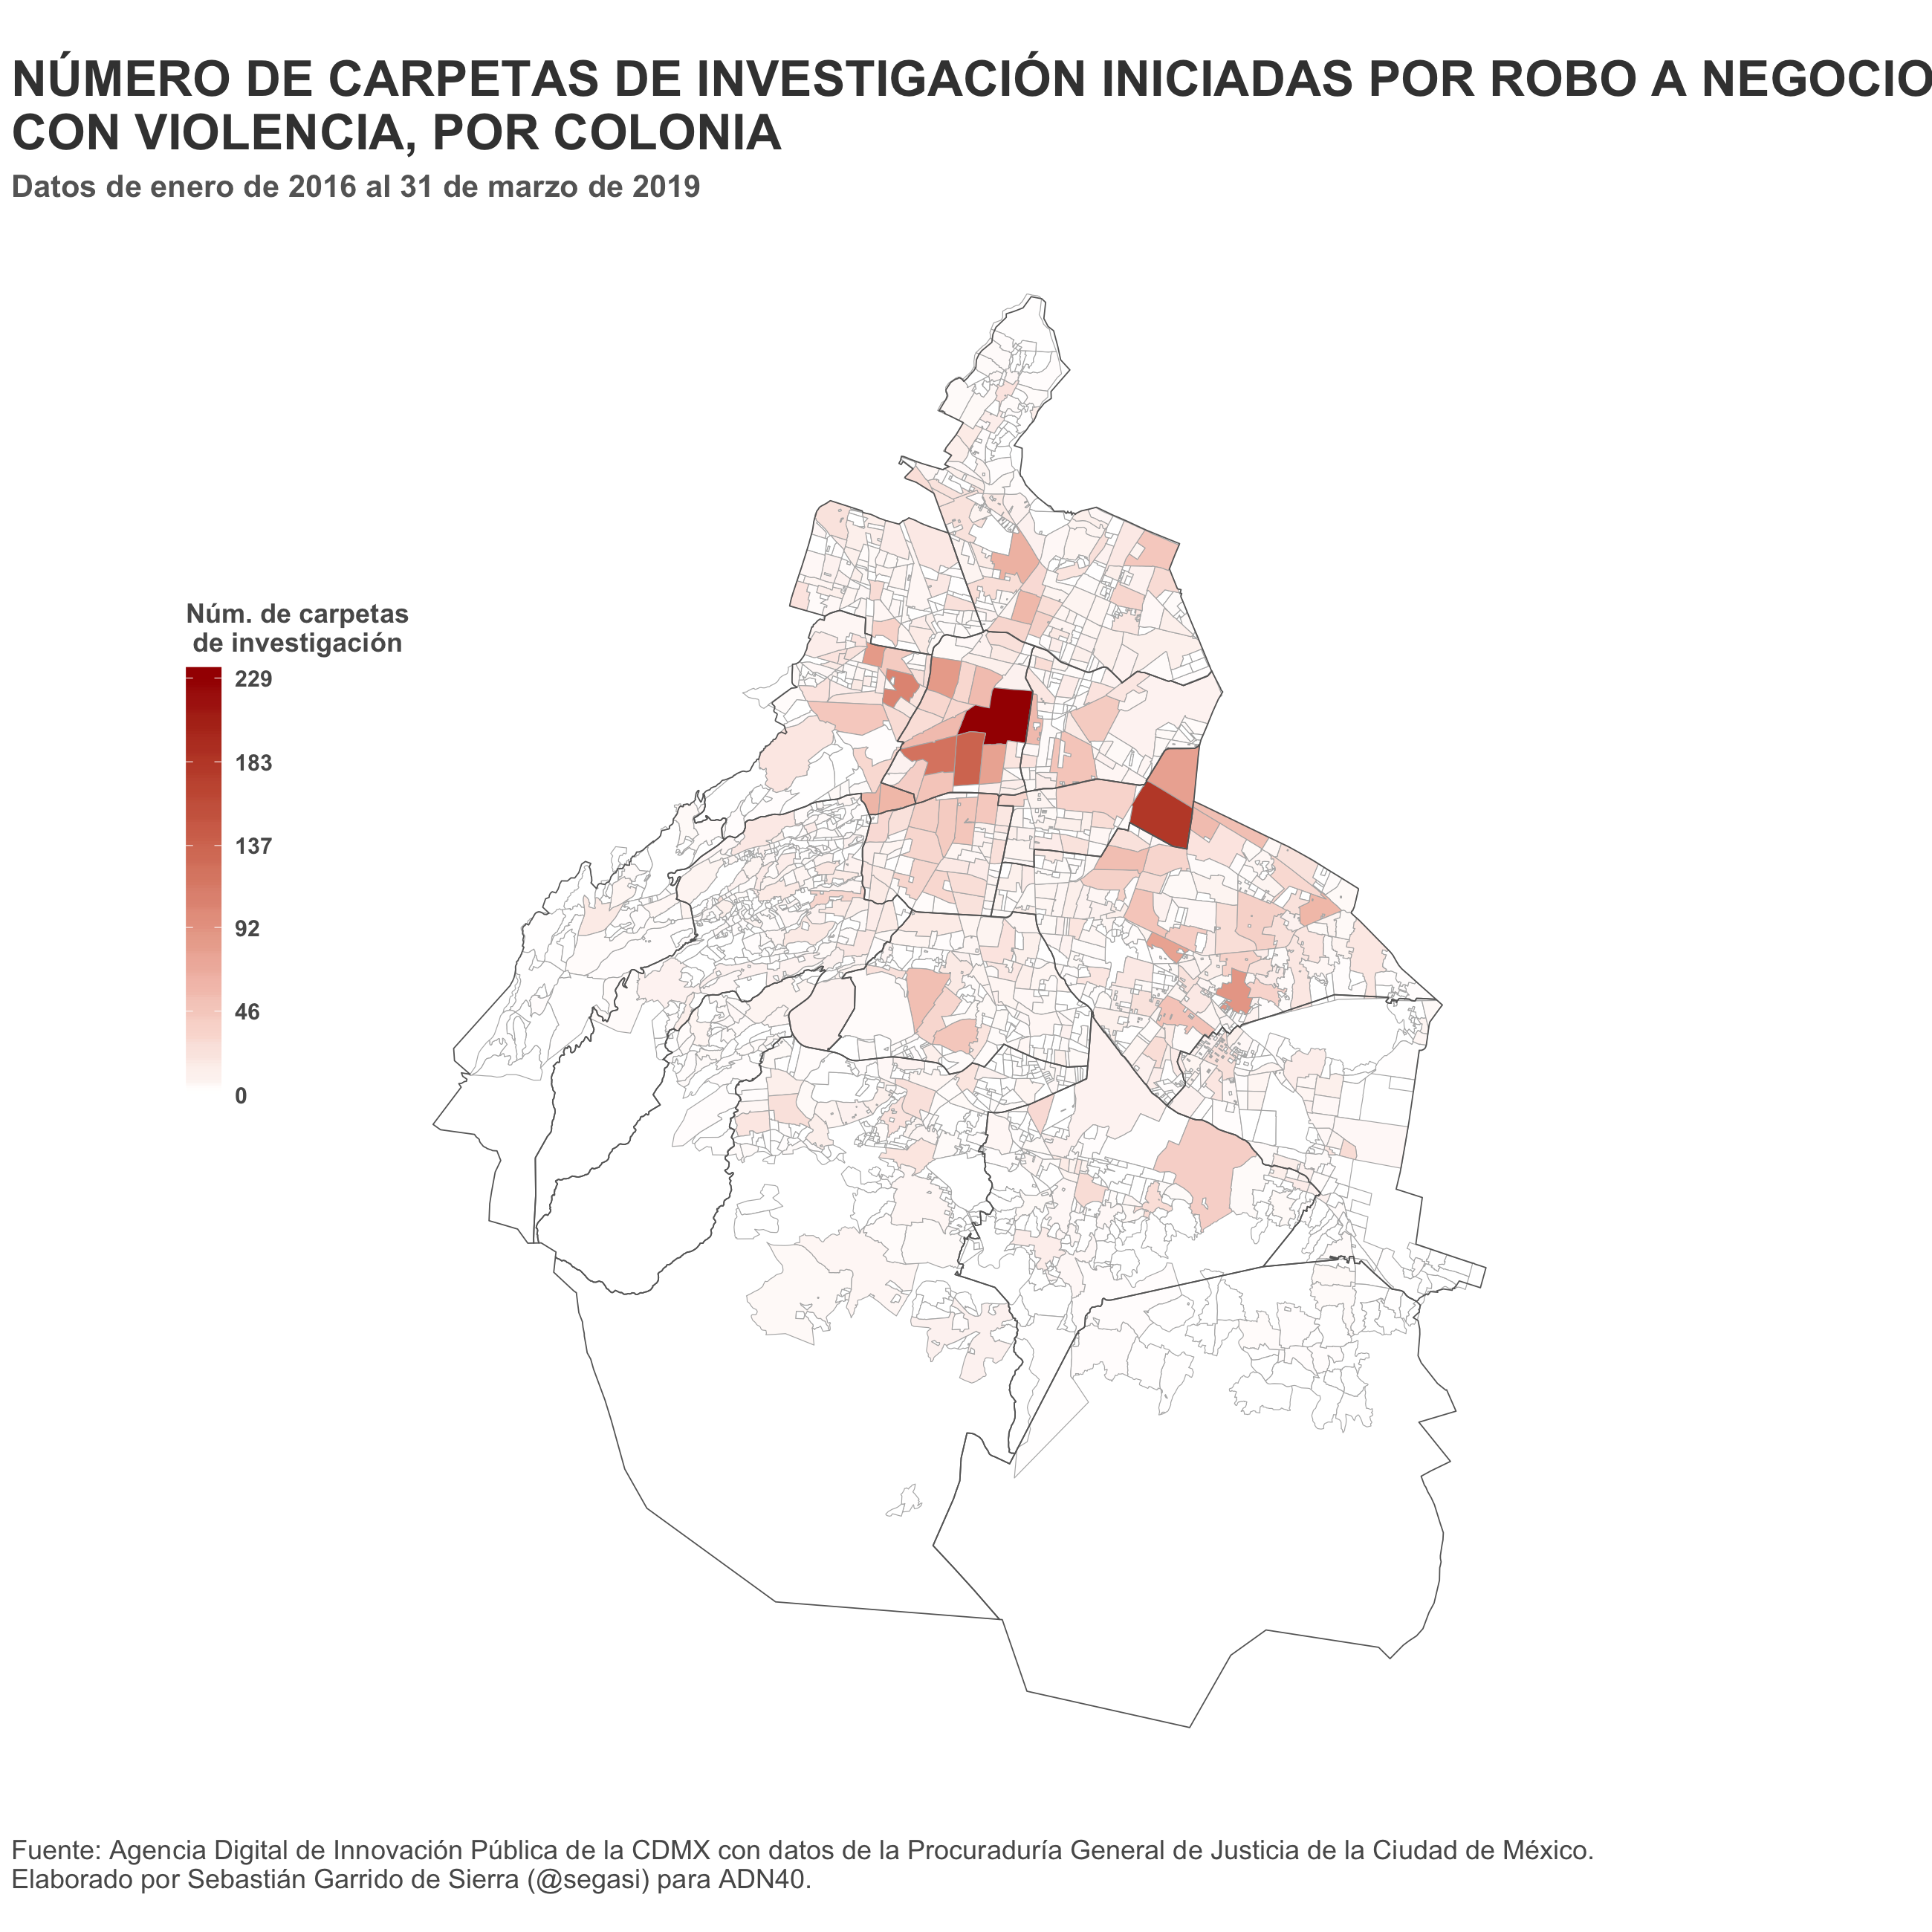 NÚMERO DE CARPETAS DE INVESTIGACIÓN INICIADAS POR ROBO A NEGOCIO
CON VIOLENCIA, POR COLONIA
Datos de enero de 2016 al 31 de marzo de 2019
Núm. de carpetas
de investigación
229
183
137
92
46
0
Fuente: Agencia Digital de Innovación Pública de la CDMX con datos de la Procuraduría General de Justicia de la Ciudad de México.
Elaborado por Sebastián Garrido de Sierra (@segasi) para ADN40.